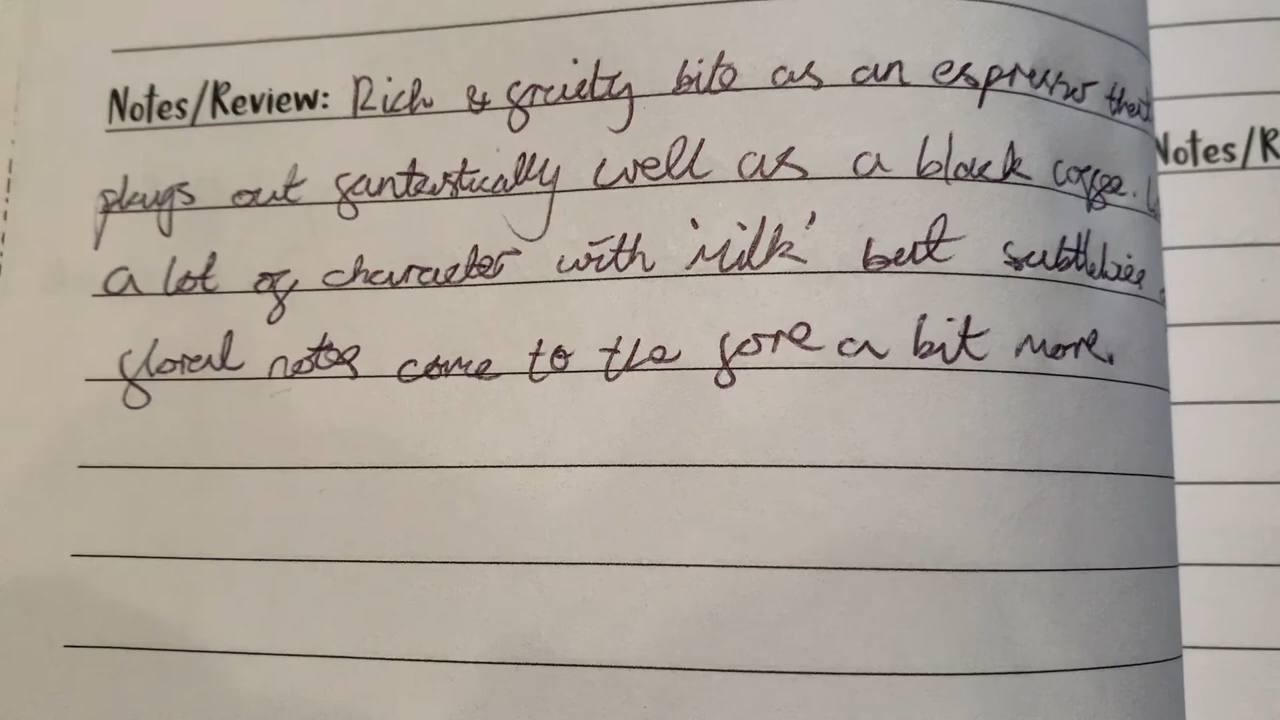 Notes/Review: Rich & fruity bite as an espresso that
plays out fantastically well as a black coffee.
a lot of character with 'milk' but subtleties
floral notes come to the fore a bit more.
Notes/R